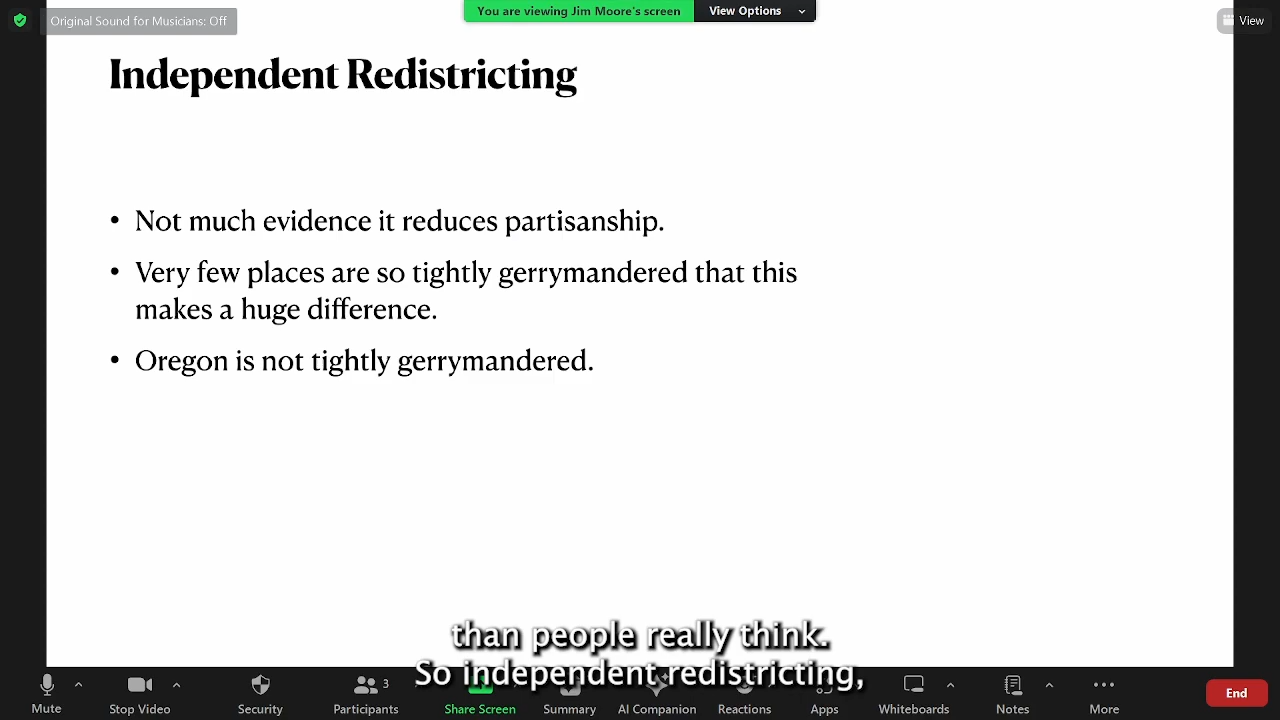 Original Sound for Musicians: Off
You are viewing Jim Moore's screen
View Options
View
Independent Redistricting
• Not much evidence it reduces partisanship.
• Very few places are so tightly gerrymandered that this
makes a huge difference.
• Oregon is not tightly gerrymandered.
than people really think.
So independent redistricting,
Mute
Stop Video
Security
Participants
3
Share Screen
Summary
AI Companion
Reactions
Apps
Whiteboards
Notes
More
End